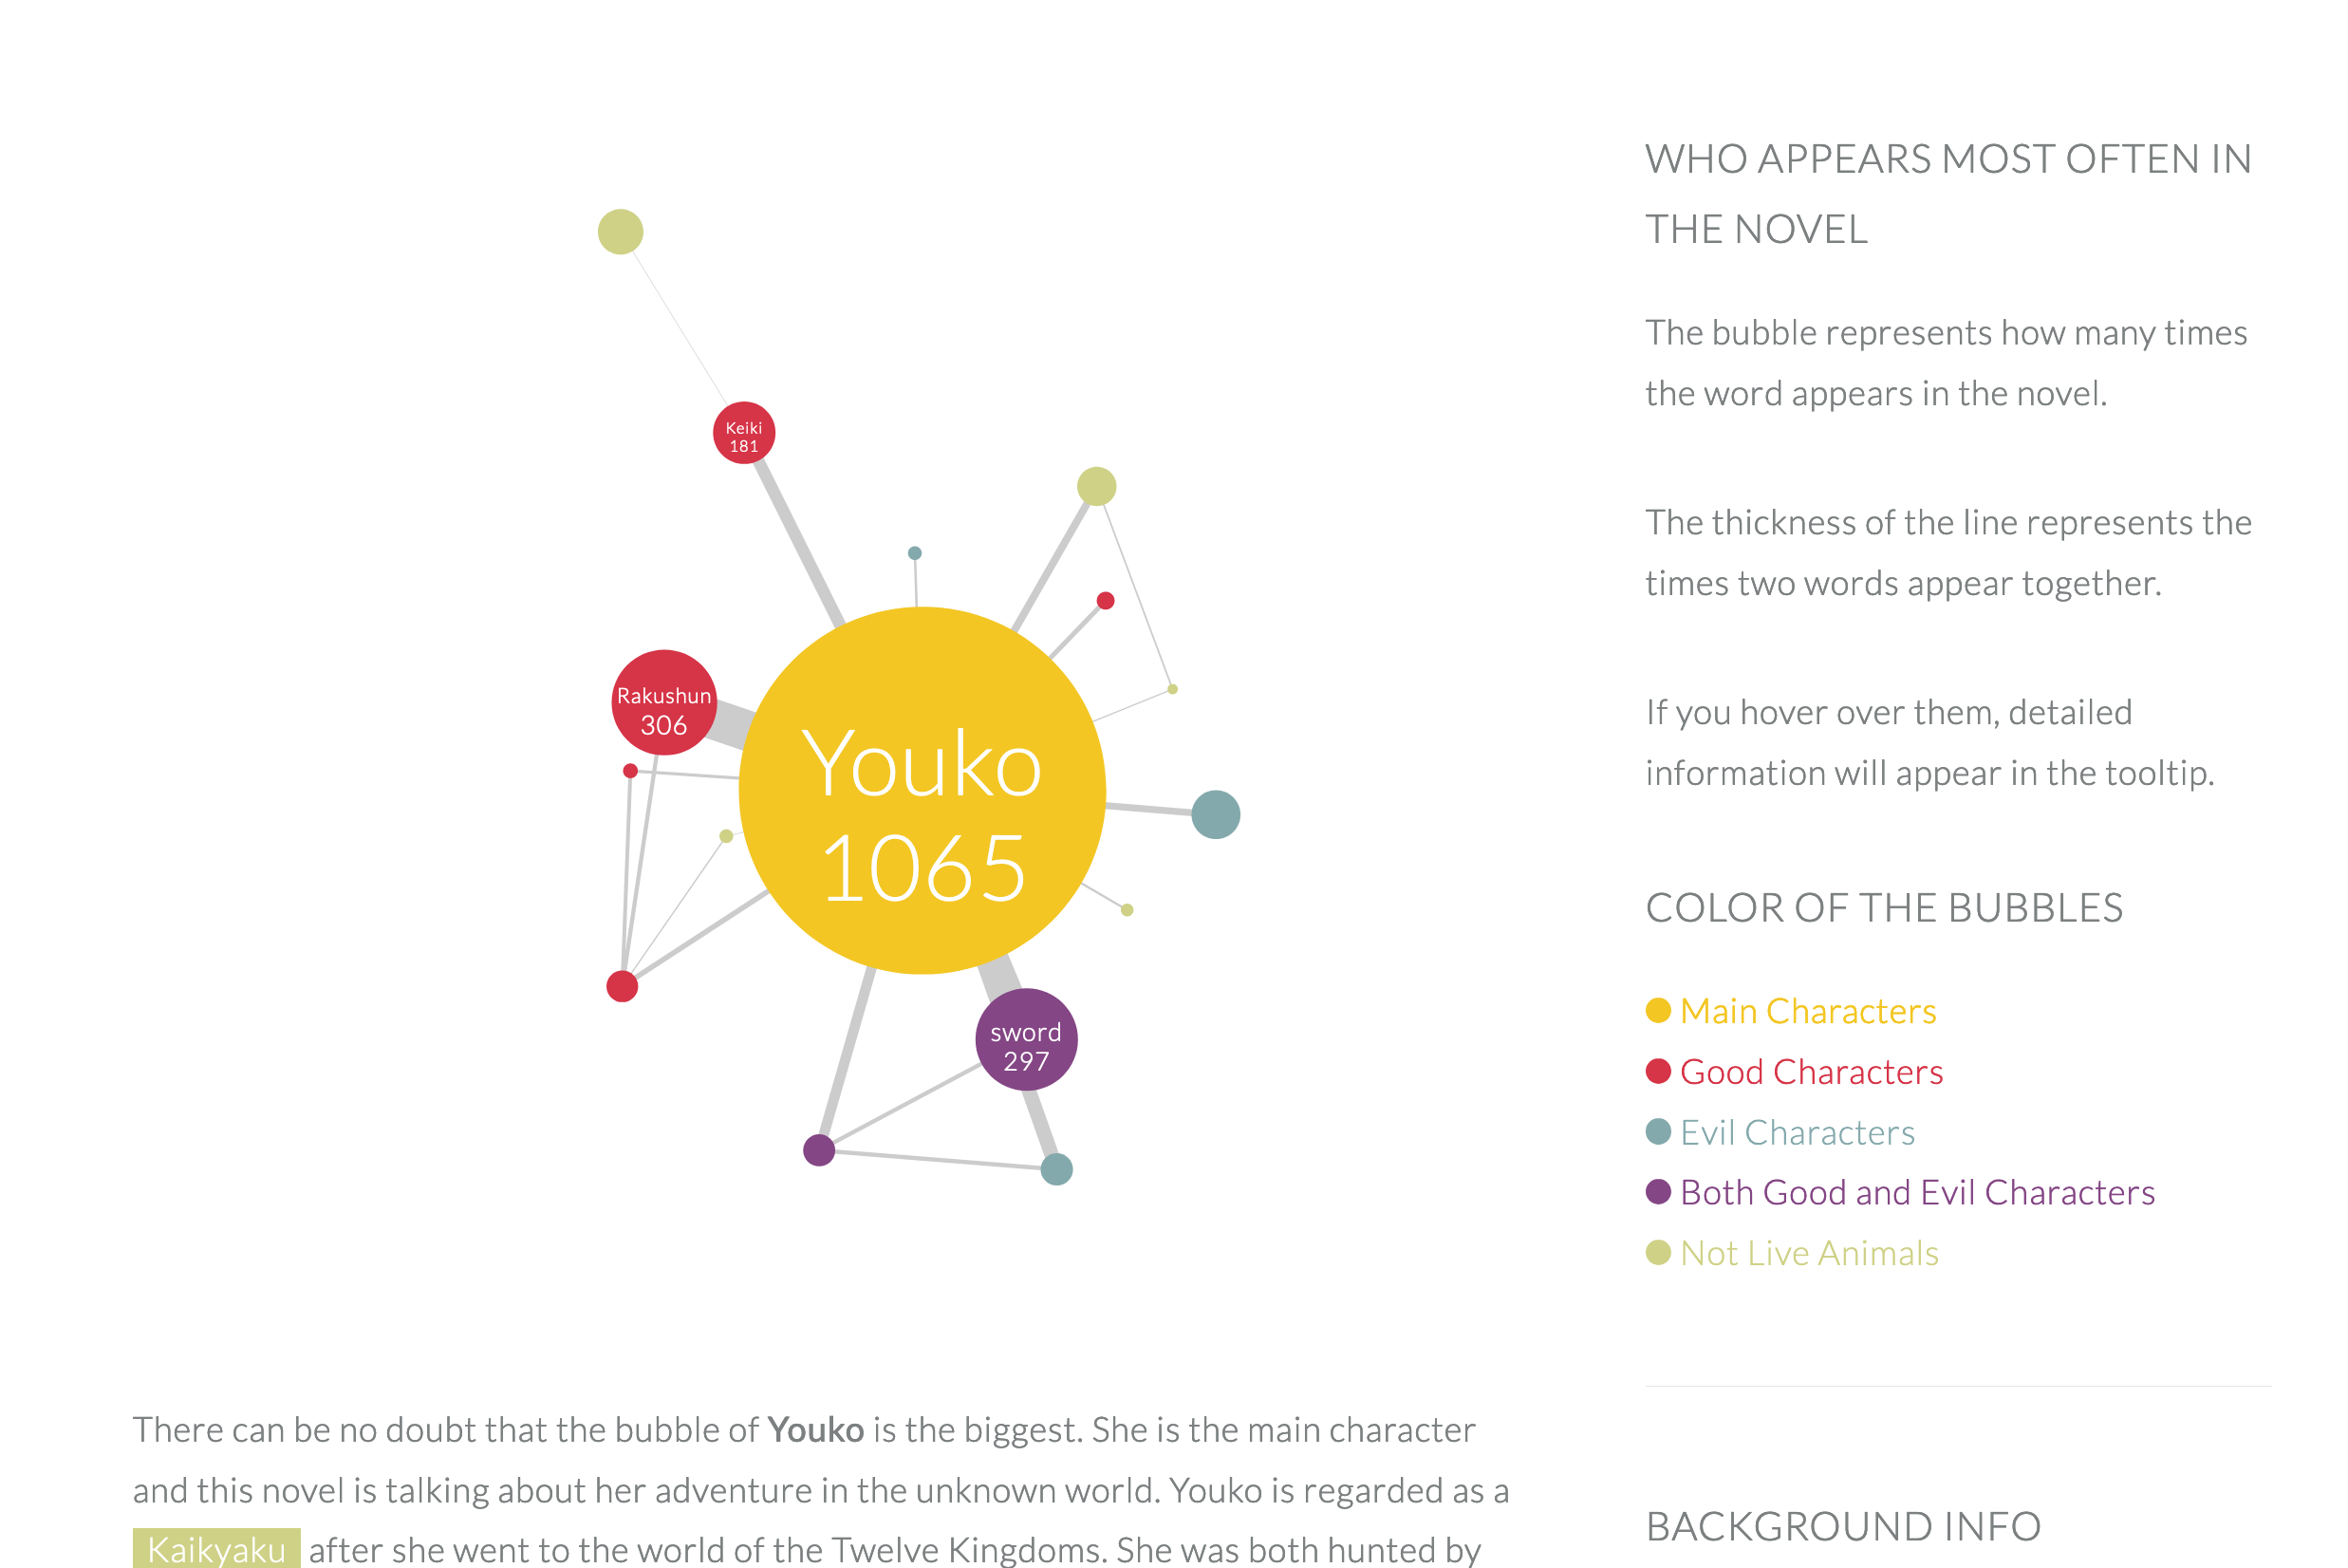 WHO APPEARS MOST OFTEN IN
THE NOVEL
The bubble represents how many times
the word appears in the novel.
The thickness of the line represents the
times two words appear together.
If you hover over them, detailed
information will appear in the tooltip.
COLOR OF THE BUBBLES
Main Characters
Good Characters
Evil Characters
Both Good and Evil Characters
Not Live Animals
BACKGROUND INFO
Keiki
181
Rakushun
306
Youko
1065
sword
297
There can be no doubt that the bubble of Youko is the biggest. She is the main character
and this novel is talking about her adventure in the unknown world. Youko is regarded as a
Kaikyaku after she went to the world of the Twelve Kingdoms. She was both hunted by